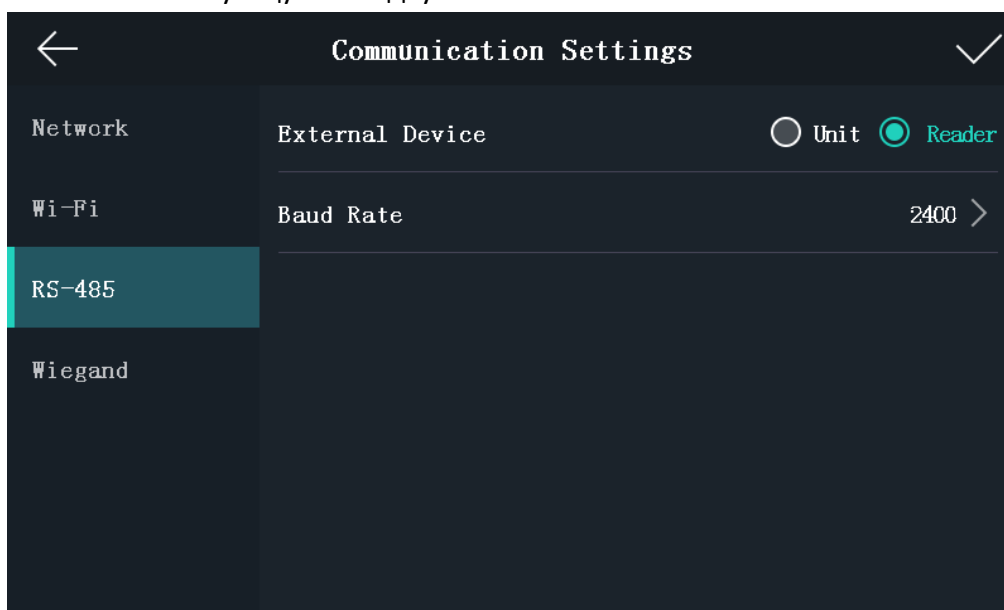 Communication Settings
Network
External Device
Unit
Reader
Wi-Fi
Baud Rate
2400
RS-485
Wiegand